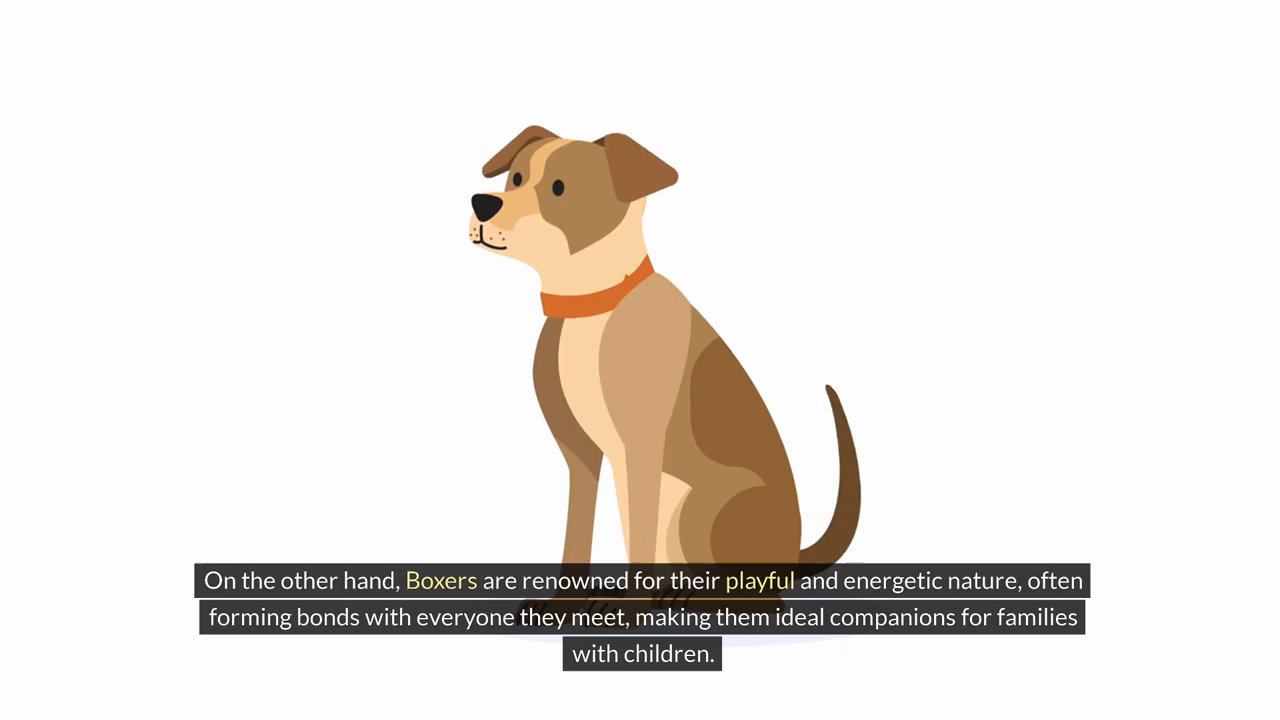 On the other hand, Boxers are renowned for their playful and energetic nature, often
forming bonds with everyone they meet, making them ideal companions for families
with children.